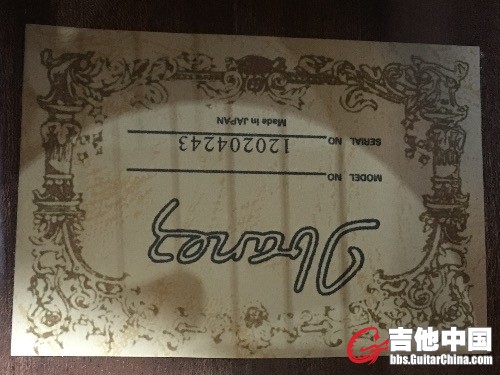 Ibanez
MODEL NO
SERIAL NO 120204243
Made in JAPAN
吉他中国
bbs.GuitarChina.com